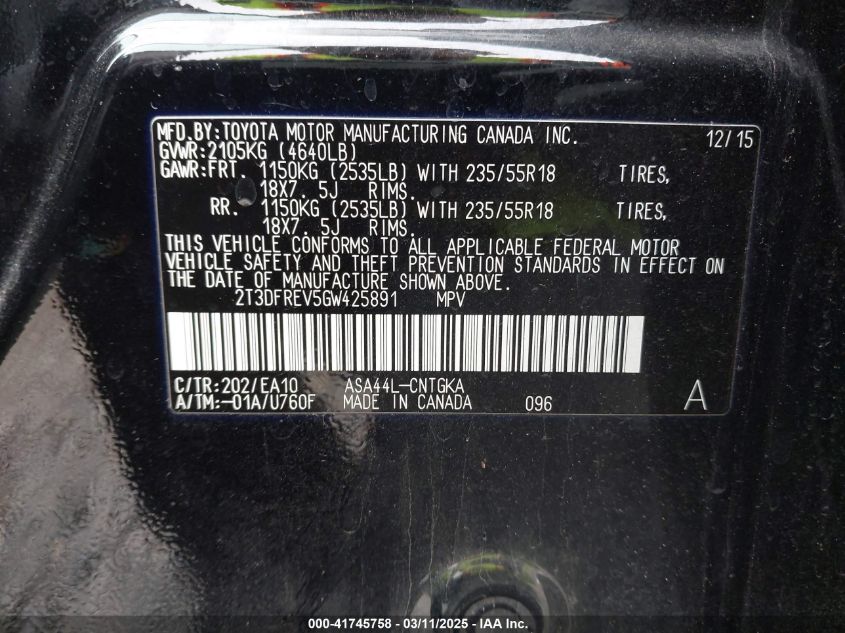 MFD.BY:TOYOTA MOTOR MANUFACTURING CANADA INC. 12/15
GVWR:2105KG (4640LB)
GAWR:FRT. 1150KG (2535LB) WITH 235/55R18 TIRES,
18X7. 5J RIMS.
RR. 1150KG (2535LB) WITH 235/55R18 TIRES,
18X7. 5J RIMS.
THIS VEHICLE CONFORMS TO ALL APPLICABLE FEDERAL MOTOR
VEHICLE SAFETY AND THEFT PREVENTION STANDARDS IN EFFECT ON
THE DATE OF MANUFACTURE SHOWN ABOVE.
2T3DFREV5GW425891 MPV
C/TR:202/EA10 ASA44L-CNTGKA
A/TM:-01A/U760F MADE IN CANADA 096 A
000-41745758 - 03/11/2025 - IAA Inc.